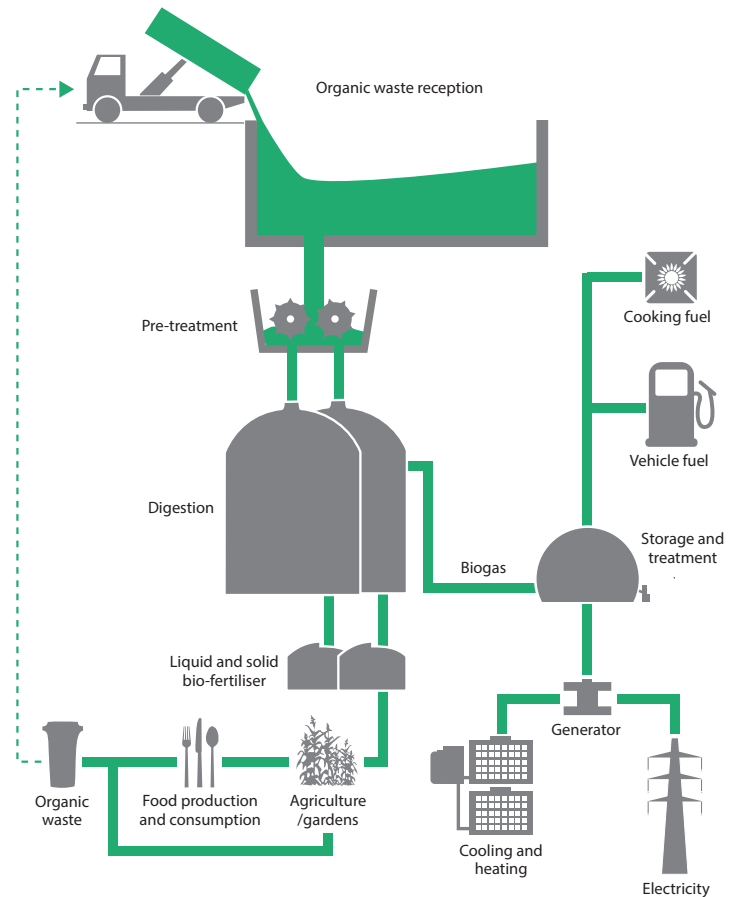 Organic waste reception
Pre-treatment
Cooking fuel
Vehicle fuel
Digestion
Storage and
treatment
Biogas
Liquid and solid
bio-fertiliser
Generator
Organic
waste
Food production
and consumption
Agriculture
/gardens
Cooling and
heating
Electricity